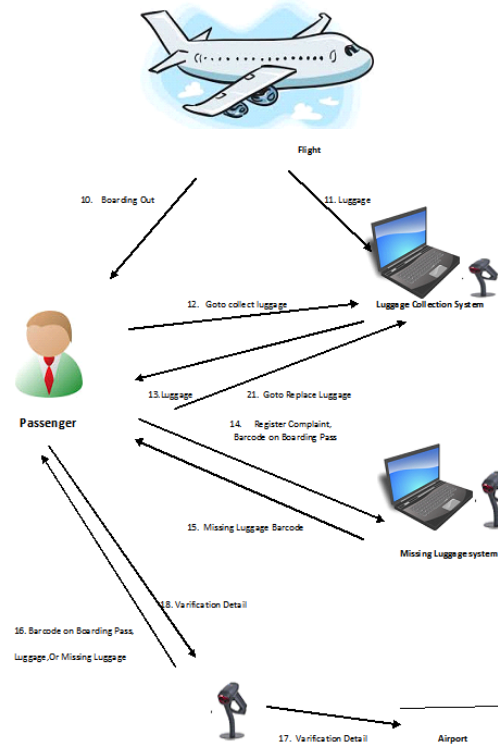 Flight
10. Boarding Out
11. Luggage
12. Goto collect luggage
Luggage Collection System
13.Luggage
21. Goto Replace Luggage
Passenger
14. Register Complaint,
Barcode on Boarding Pass
15. Missing Luggage Barcode
Missing Luggage system
18. Varification Detail
16. Barcode on Boarding Pass,
Luggage,Or Missing Luggage
17. Varification Detail
Airport